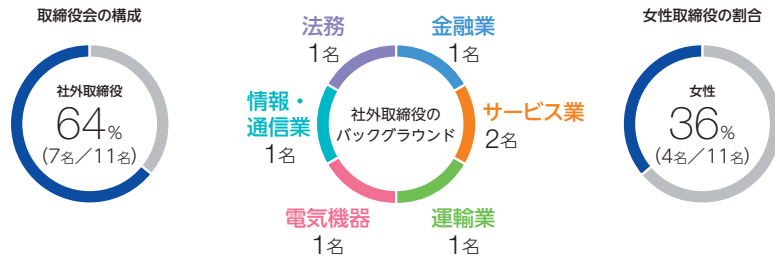 取締役会の構成
社外取締役
64%
(7名／11名)
法務
1名
金融業
1名
情報・
通信業
1名
社外取締役の
バックグラウンド
サービス業
2名
電気機器
1名
運輸業
1名
女性取締役の割合
女性
36%
(4名／11名)